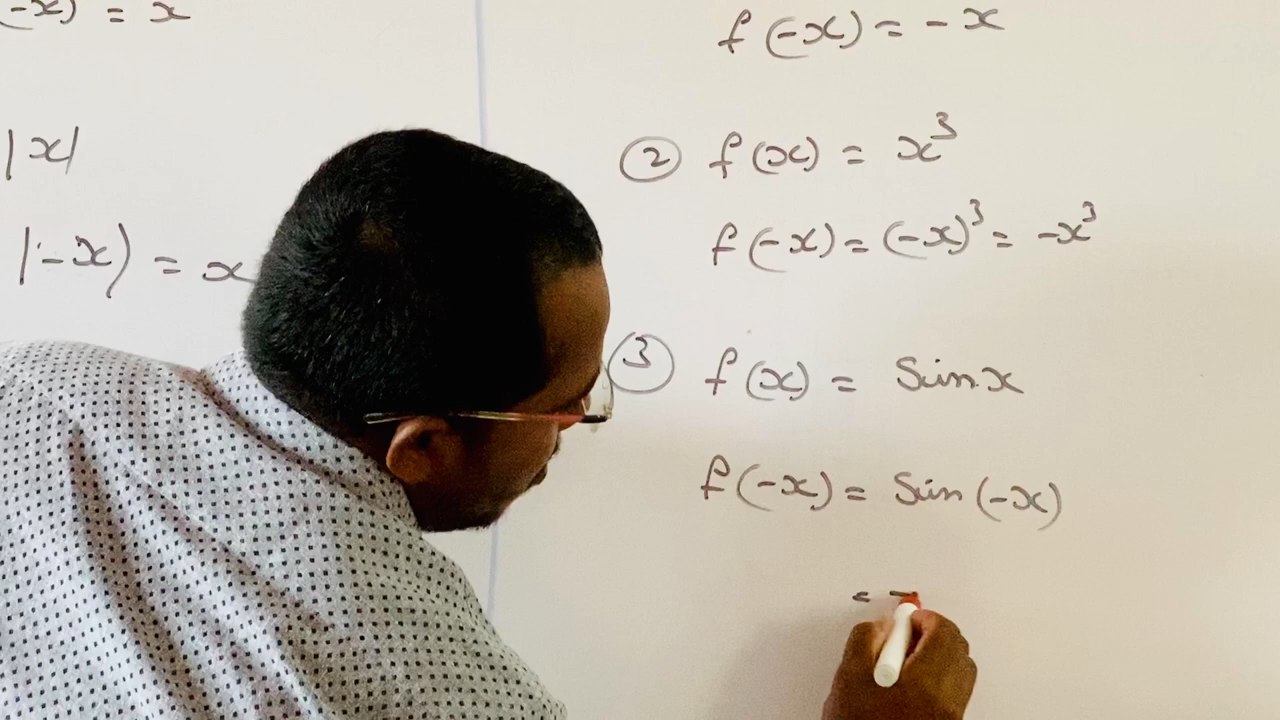 (-x) = x
|x|
|-x) = x
f(-x) = -x
② f(x) = x³
f(-x) = (-x)³ = -x³
③ f(x) = Sin x
f(-x) = Sin (-x)
= -